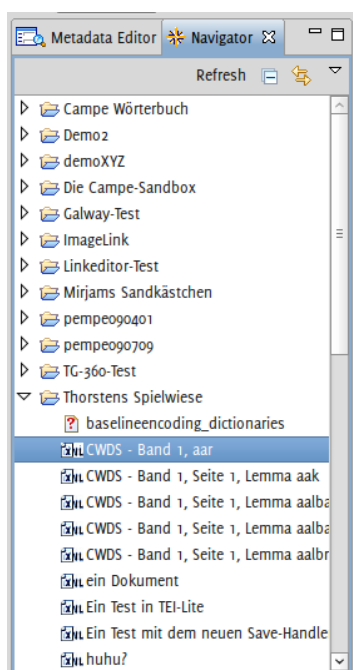 Metadata Editor Navigator
Refresh
Campe Wörterbuch
Demo2
demoXYZ
Die Campe-Sandbox
Galway-Test
ImageLink
Linkeditor-Test
Mirjams Sandkästchen
pempe090401
pempe090709
TG-360-Test
Thorstens Spielwiese
baselineencoding_dictionaries
CWDS - Band 1, aar
CWDS - Band 1, Seite 1, Lemma aak
CWDS - Band 1, Seite 1, Lemma aalba
CWDS - Band 1, Seite 1, Lemma aalba
CWDS - Band 1, Seite 1, Lemma aalbr
ein Dokument
Ein Test in TEI-Lite
Ein Test mit dem neuen Save-Handle
huhu?